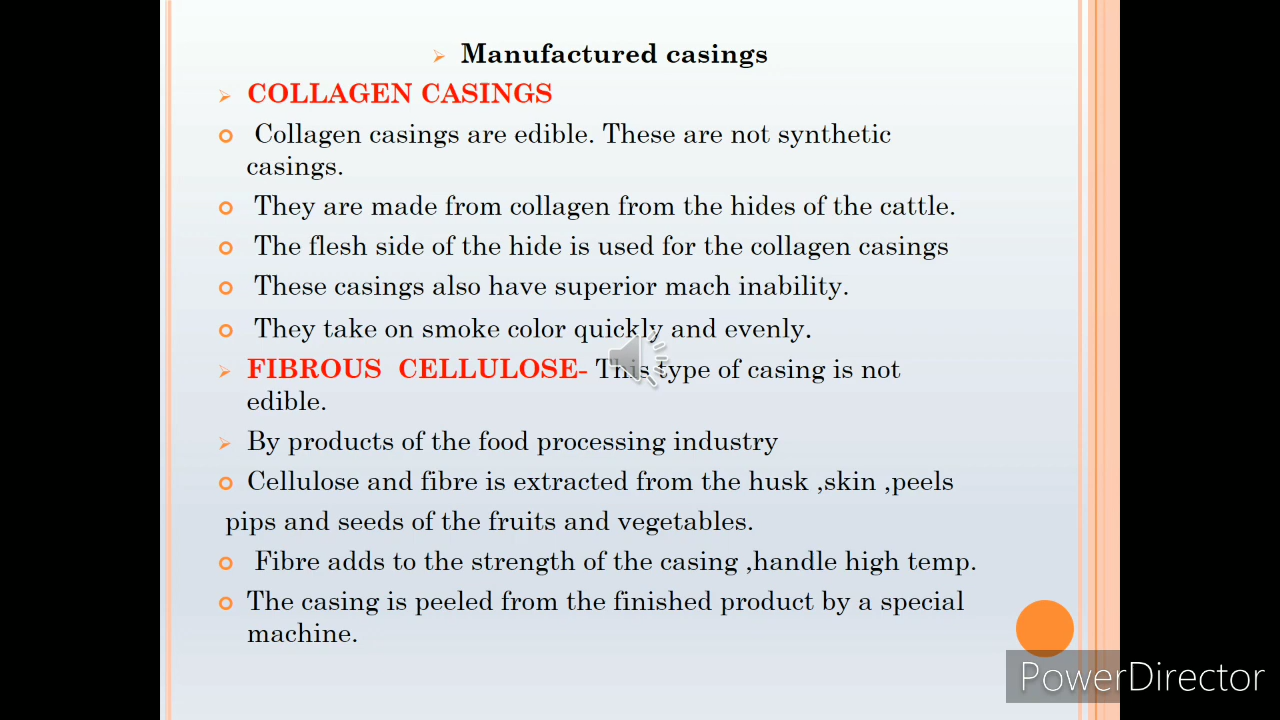 Manufactured casings
COLLAGEN CASINGS
Collagen casings are edible. These are not synthetic
casings.
They are made from collagen from the hides of the cattle.
The flesh side of the hide is used for the collagen casings
These casings also have superior mach inability.
They take on smoke color quickly and evenly.
FIBROUS CELLULOSE- This type of casing is not
edible.
By products of the food processing industry
Cellulose and fibre is extracted from the husk ,skin ,peels
pips and seeds of the fruits and vegetables.
Fibre adds to the strength of the casing ,handle high temp.
The casing is peeled from the finished product by a special
machine.
PowerDirector